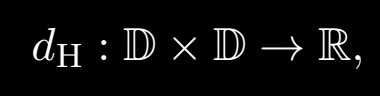 d_H : 𝔻 × 𝔻 → ℝ,